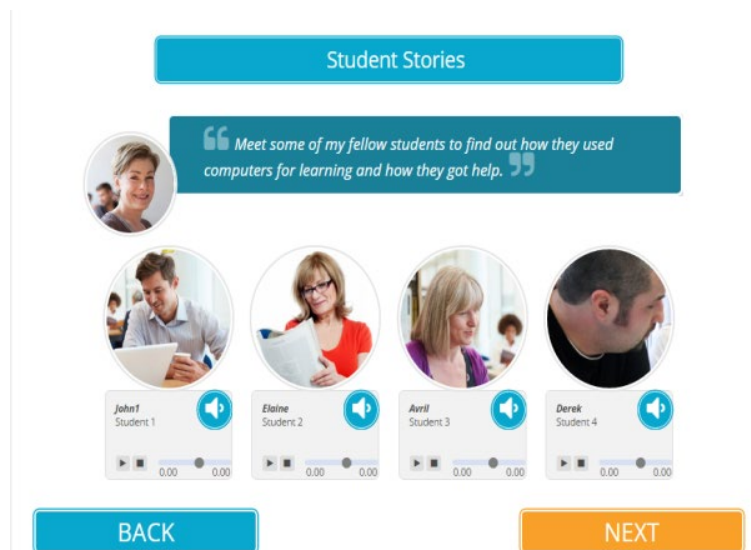 Student Stories
“ Meet some of my fellow students to find out how they used
computers for learning and how they got help. ”
John1
Student 1
0.00 0.00
Elaine
Student 2
0.00 0.00
Avril
Student 3
0.00 0.00
Derek
Student 4
0.00 0.00
BACK
NEXT